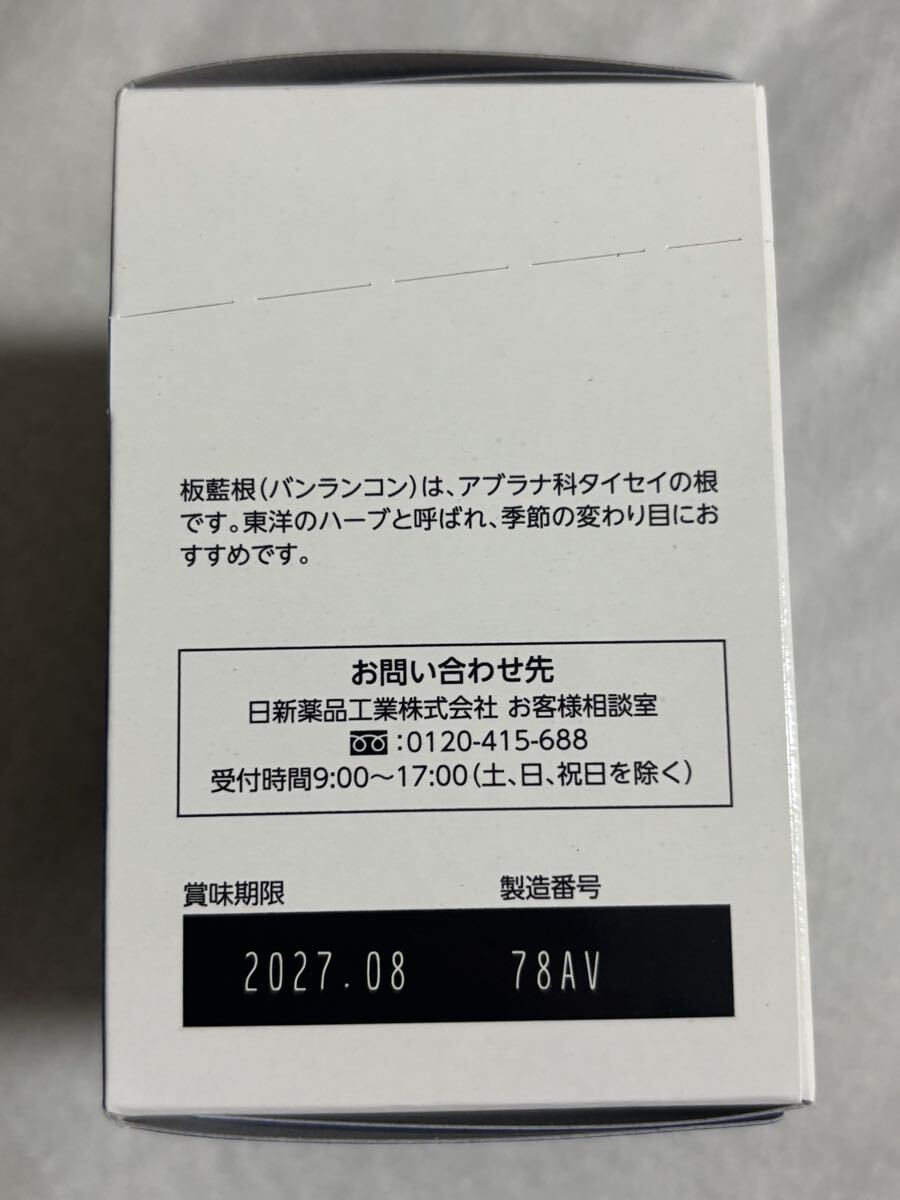 板藍根(バンランコン)は、アブラナ科タイセイの根
です。東洋のハーブと呼ばれ、季節の変わり目にお
すすめです。
お問い合わせ先
日新薬品工業株式会社 お客様相談室
:0120-415-688
受付時間9:00〜17:00(土、日、祝日を除く)
賞味期限 製造番号
2027.08 78AV